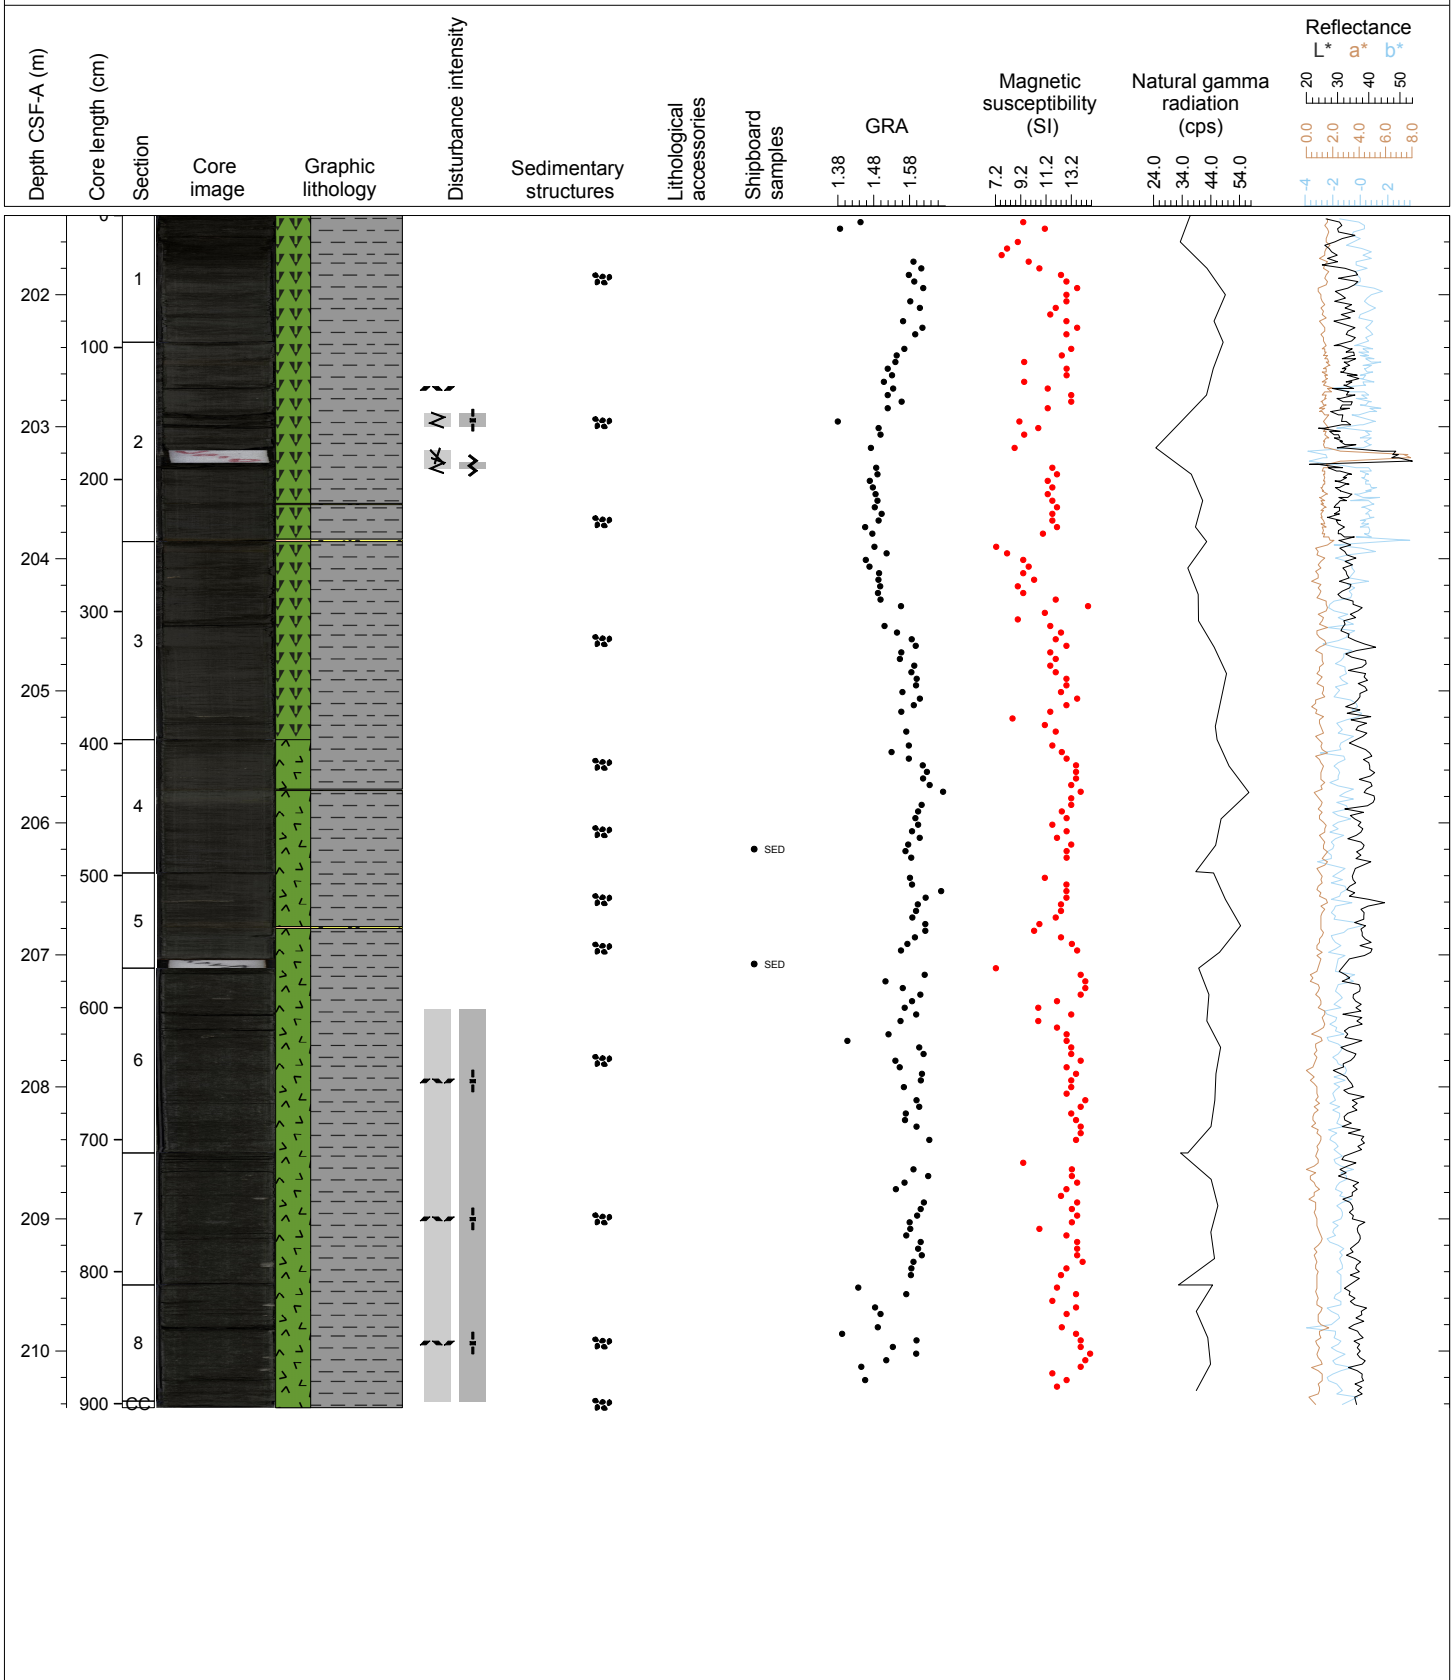 Depth CSF-A (m)
Core length (cm)
Section
Core
image
Graphic
lithology
Disturbance intensity
Sedimentary
structures
Lithological
accessories
Shipboard
samples
GRA
1.38 1.48 1.58
Magnetic
susceptibility
(SI)
7.2 9.2 11.2 13.2
Natural gamma
radiation
(cps)
24.0 34.0 44.0 54.0
Reflectance
L* a* b*
20 30 40 50
0.0 2.0 4.0 6.0 8.0
-4 -2 -0 2
0
1
202
100
2
203
200
204
300
3
205
400
4
206
SED
500
5
207
SED
600
6
208
700
7
209
800
8
210
900
CC